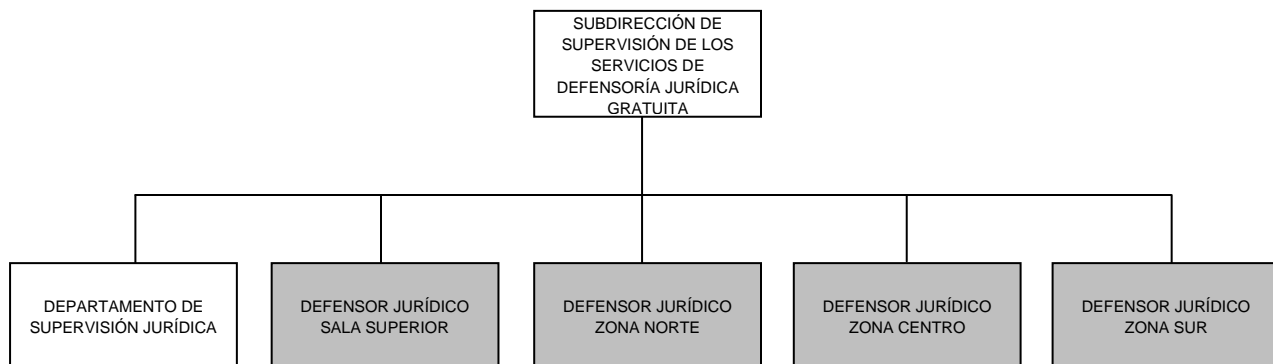 SUBDIRECCIÓN DE
SUPERVISIÓN DE LOS
SERVICIOS DE
DEFENSORÍA JURÍDICA
GRATUITA
DEPARTAMENTO DE
SUPERVISIÓN JURÍDICA
DEFENSOR JURÍDICO
SALA SUPERIOR
DEFENSOR JURÍDICO
ZONA NORTE
DEFENSOR JURÍDICO
ZONA CENTRO
DEFENSOR JURÍDICO
ZONA SUR